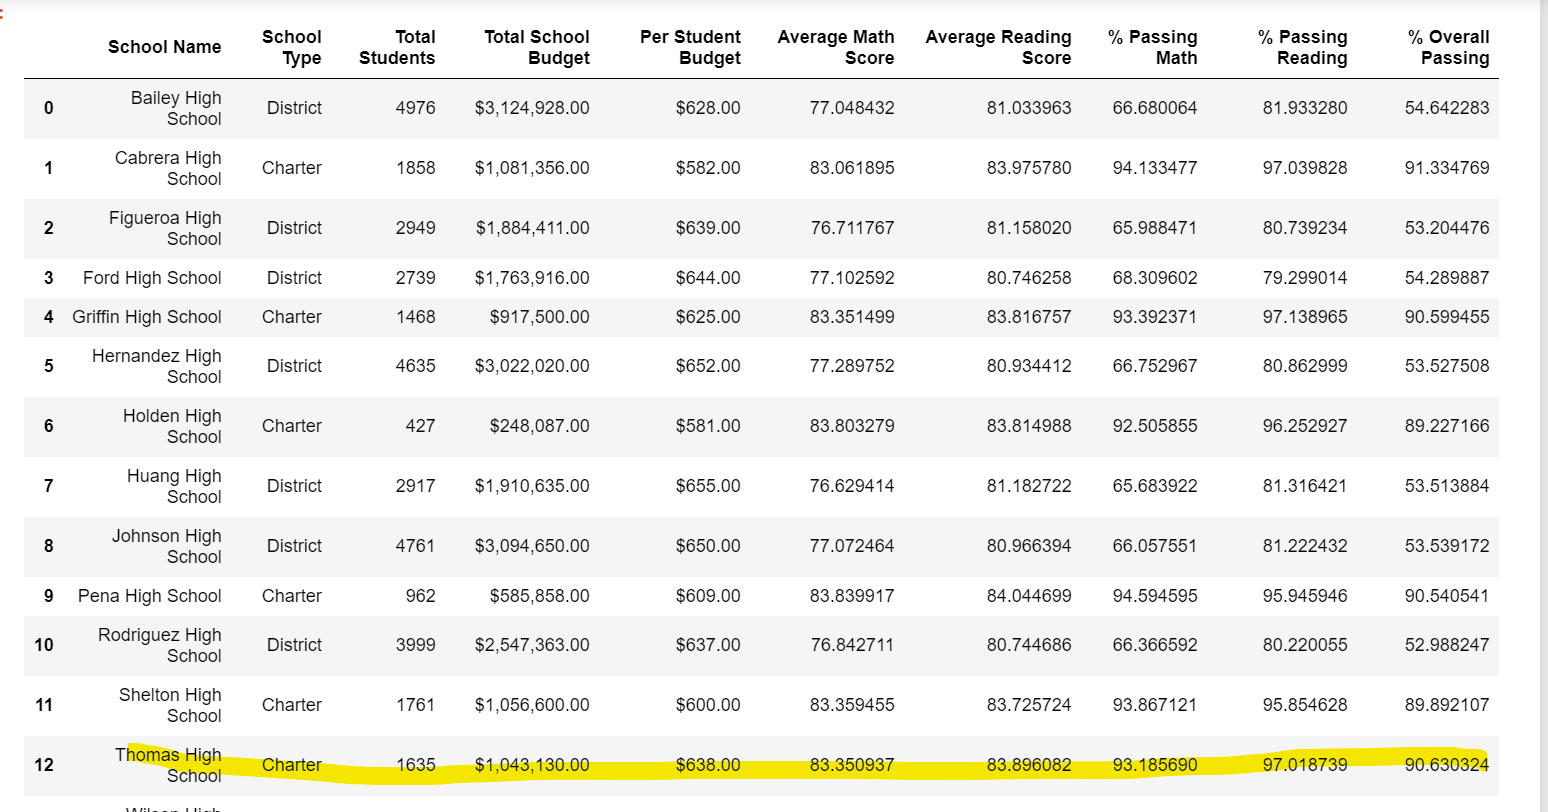 School Name School Type Total Students Total School Budget Per Student Budget Average Math Score Average Reading Score % Passing Math % Passing Reading % Overall Passing
0 Bailey High School District 4976 $3,124,928.00 $628.00 77.048432 81.033963 66.680064 81.933280 54.642283
1 Cabrera High School Charter 1858 $1,081,356.00 $582.00 83.061895 83.975780 94.133477 97.039828 91.334769
2 Figueroa High School District 2949 $1,884,411.00 $639.00 76.711767 81.158020 65.988471 80.739234 53.204476
3 Ford High School District 2739 $1,763,916.00 $644.00 77.102592 80.746258 68.309602 79.299014 54.289887
4 Griffin High School Charter 1468 $917,500.00 $625.00 83.351499 83.816757 93.392371 97.138965 90.599455
5 Hernandez High School District 4635 $3,022,020.00 $652.00 77.289752 80.934412 66.752967 80.862999 53.527508
6 Holden High School Charter 427 $248,087.00 $581.00 83.803279 83.814988 92.505855 96.252927 89.227166
7 Huang High School District 2917 $1,910,635.00 $655.00 76.629414 81.182722 65.683922 81.316421 53.513884
8 Johnson High School District 4761 $3,094,650.00 $650.00 77.072464 80.966394 66.057551 81.222432 53.539172
9 Pena High School Charter 962 $585,858.00 $609.00 83.839917 84.044699 94.594595 95.945946 90.540541
10 Rodriguez High School District 3999 $2,547,363.00 $637.00 76.842711 80.744686 66.366592 80.220055 52.988247
11 Shelton High School Charter 1761 $1,056,600.00 $600.00 83.359455 83.725724 93.867121 95.854628 89.892107
12 Thomas High School Charter 1635 $1,043,130.00 $638.00 83.350937 83.896082 93.185690 97.018739 90.630324